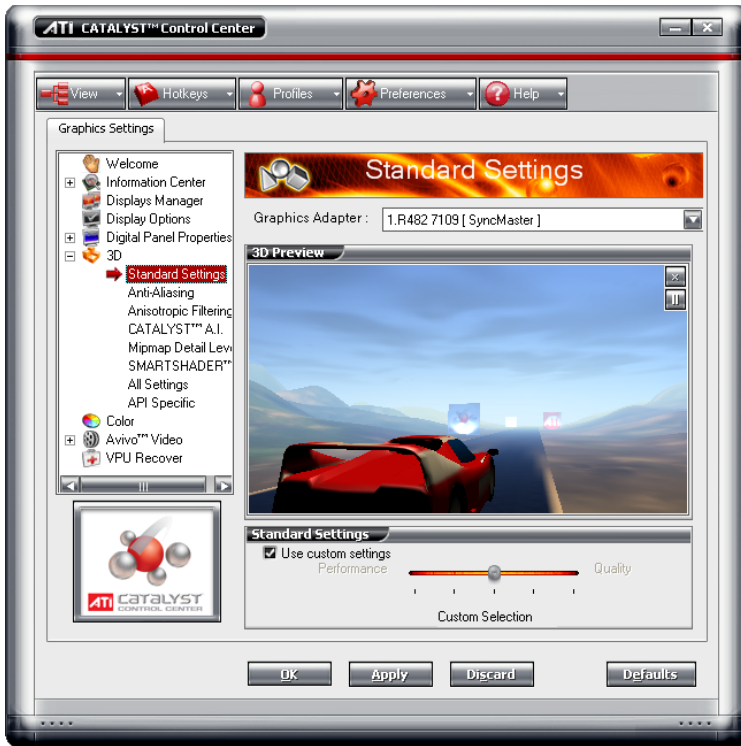 ATI CATALYST™ Control Center
View Hotkeys Profiles Preferences Help
Graphics Settings
Welcome
Information Center
Displays Manager
Display Options
Digital Panel Properties
3D
Standard Settings
Anti-Aliasing
Anisotropic Filtering
CATALYST™ A.I.
Mipmap Detail Leve
SMARTSHADER™
All Settings
API Specific
Color
Avivo™ Video
VPU Recover
ATI CATALYST
CONTROL CENTER
Standard Settings
Graphics Adapter :
1.R482 7109 [ SyncMaster ]
3D Preview
ATI
Standard Settings
Use custom settings
Performance Quality
Custom Selection
OK Apply Discard Defaults